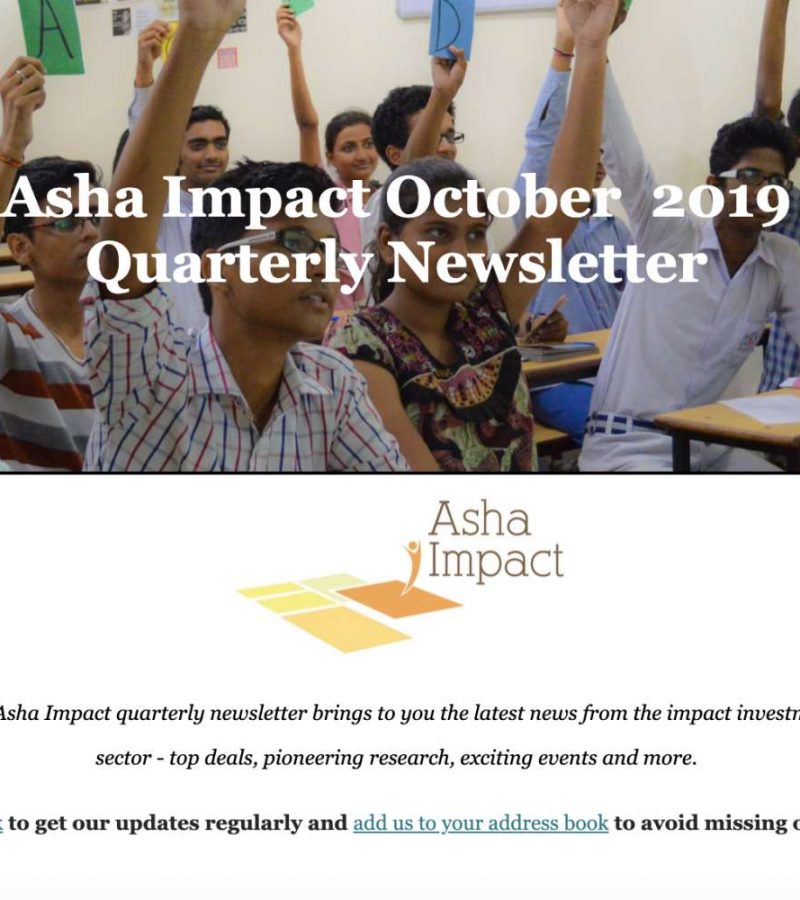 A
D
Asha Impact October 2019
Quarterly Newsletter
Asha
Impact
Asha Impact quarterly newsletter brings to you the latest news from the impact
sector - top deals, pioneering research, exciting events and more.
to get our updates regularly and add us to your address book to avoid missing